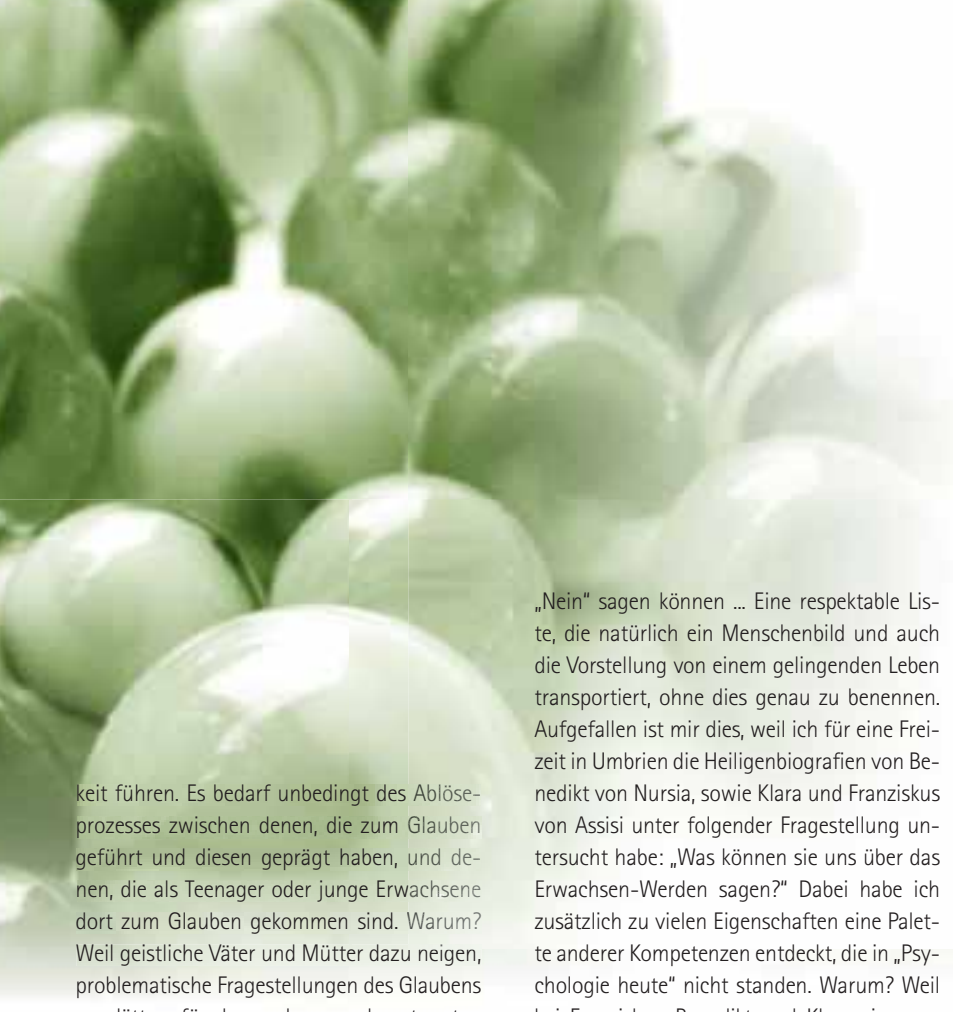 keit führen. Es bedarf unbedingt des Ablöse-
prozesses zwischen denen, die zum Glauben
geführt und diesen geprägt haben, und de-
nen, die als Teenager oder junge Erwachsene
dort zum Glauben gekommen sind. Warum?
Weil geistliche Väter und Mütter dazu neigen,
problematische Fragestellungen des Glaubens
„Nein“ sagen können ... Eine respektable Lis-
te, die natürlich ein Menschenbild und auch
die Vorstellung von einem gelingenden Leben
transportiert, ohne dies genau zu benennen.
Aufgefallen ist mir dies, weil ich für eine Frei-
zeit in Umbrien die Heiligenbiografien von Be-
nedikt von Nursia, sowie Klara und Franziskus
von Assisi unter folgender Fragestellung un-
tersucht habe: „Was können sie uns über das
Erwachsen-Werden sagen?“ Dabei habe ich
zusätzlich zu vielen Eigenschaften eine Palet-
te anderer Kompetenzen entdeckt, die in „Psy-
chologie heute“ nicht standen. Warum? Weil